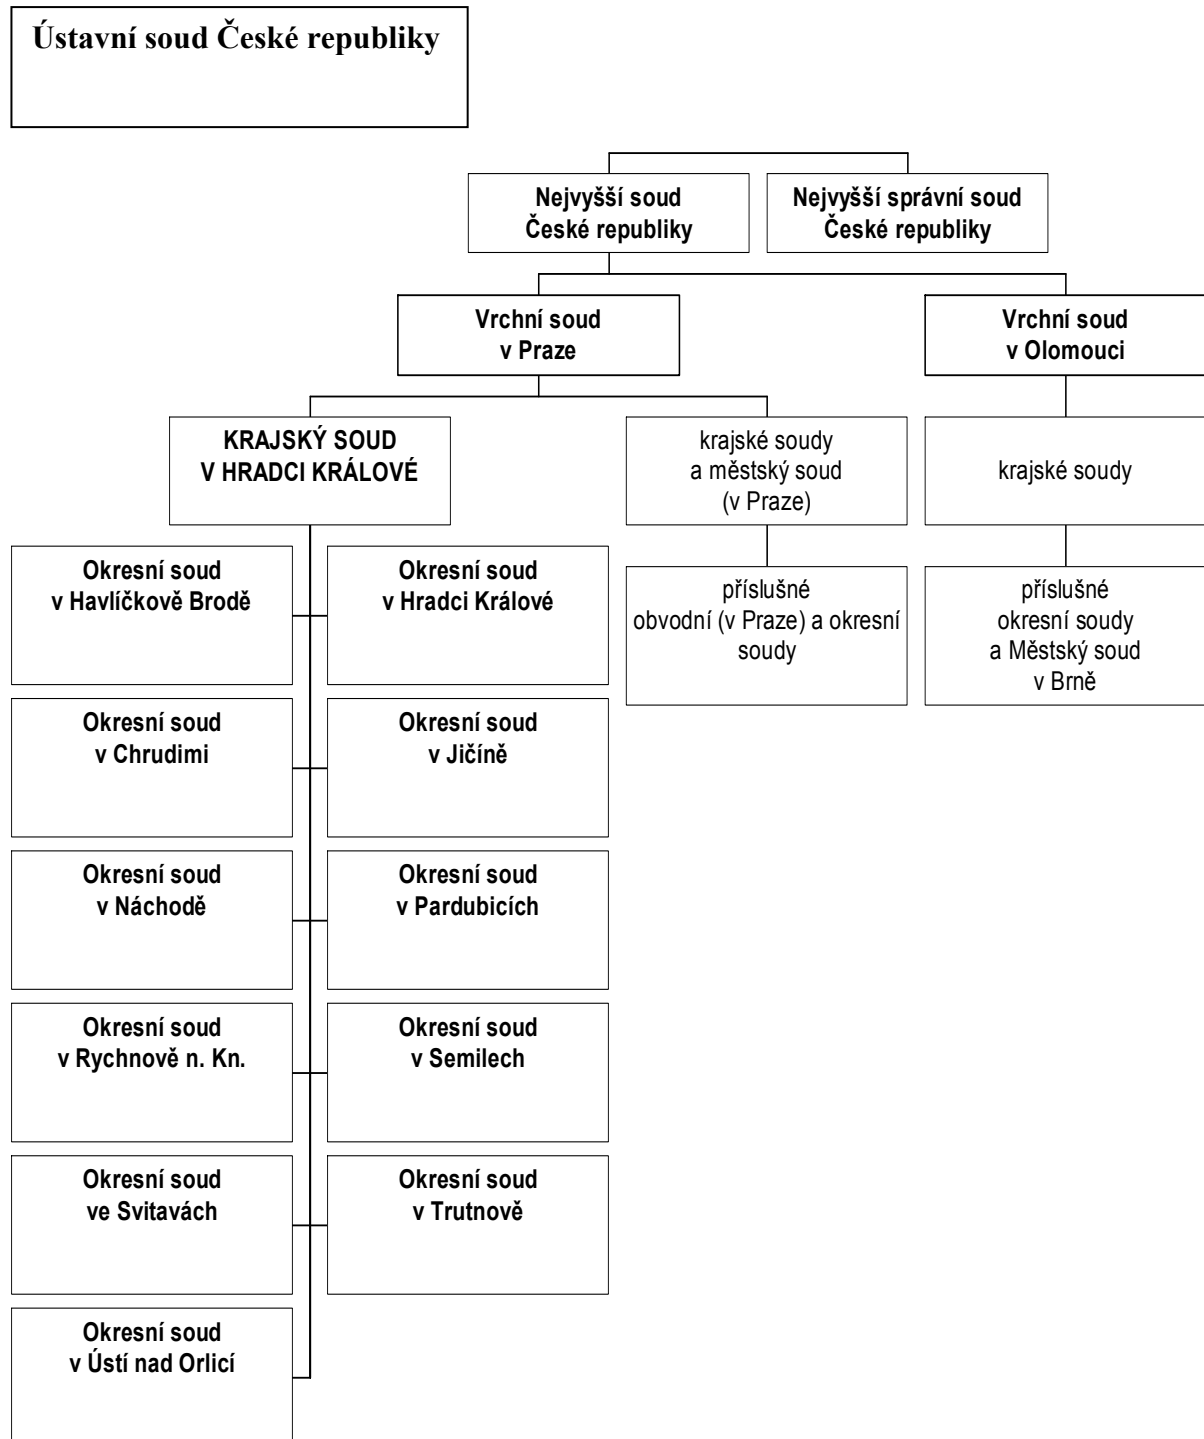 Ústavní soud České republiky
Nejvyšší soud
České republiky
Nejvyšší správní soud
České republiky
Vrchní soud
v Praze
Vrchní soud
v Olomouci
KRAJSKÝ SOUD
V HRADCI KRÁLOVÉ
krajské soudy
a městský soud
(v Praze)
krajské soudy
Okresní soud
v Havlíčkově Brodě
Okresní soud
v Hradci Králové
příslušné
obvodní (v Praze) a okresní
soudy
příslušné
okresní soudy
a Městský soud
v Brně
Okresní soud
v Chrudimi
Okresní soud
v Jičíně
Okresní soud
v Náchodě
Okresní soud
v Pardubicích
Okresní soud
v Rychnově n. Kn.
Okresní soud
v Semilech
Okresní soud
ve Svitavách
Okresní soud
v Trutnově
Okresní soud
v Ústí nad Orlicí